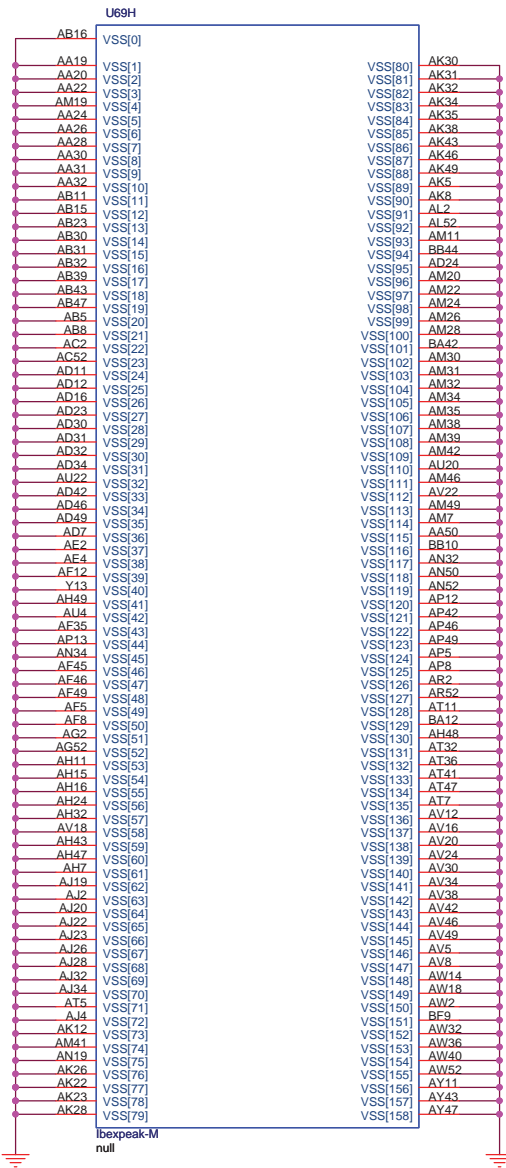 U69H
AB16 VSS[0]
AA19 VSS[1] VSS[80] AK30
AA20 VSS[2] VSS[81] AK31
AA22 VSS[3] VSS[82] AK32
AM19 VSS[4] VSS[83] AK34
AA24 VSS[5] VSS[84] AK35
AA26 VSS[6] VSS[85] AK38
AA28 VSS[7] VSS[86] AK43
AA30 VSS[8] VSS[87] AK46
AA31 VSS[9] VSS[88] AK49
AA32 VSS[10] VSS[89] AK5
AB11 VSS[11] VSS[90] AK8
AB15 VSS[12] VSS[91] AL2
AB23 VSS[13] VSS[92] AL52
AB30 VSS[14] VSS[93] AM11
AB31 VSS[15] VSS[94] BB44
AB32 VSS[16] VSS[95] AD24
AB39 VSS[17] VSS[96] AM20
AB43 VSS[18] VSS[97] AM22
AB47 VSS[19] VSS[98] AM24
AB5 VSS[20] VSS[99] AM26
AB8 VSS[21] VSS[100] AM28
AC2 VSS[22] VSS[101] BA42
AC52 VSS[23] VSS[102] AM30
AD11 VSS[24] VSS[103] AM31
AD12 VSS[25] VSS[104] AM32
AD16 VSS[26] VSS[105] AM34
AD23 VSS[27] VSS[106] AM35
AD30 VSS[28] VSS[107] AM38
AD31 VSS[29] VSS[108] AM39
AD32 VSS[30] VSS[109] AM42
AD34 VSS[31] VSS[110] AU20
AU22 VSS[32] VSS[111] AM46
AD42 VSS[33] VSS[112] AV22
AD46 VSS[34] VSS[113] AM49
AD49 VSS[35] VSS[114] AM7
AD7 VSS[36] VSS[115] AA50
AE2 VSS[37] VSS[116] BB10
AE4 VSS[38] VSS[117] AN32
AF12 VSS[39] VSS[118] AN50
Y13 VSS[40] VSS[119] AN52
AH49 VSS[41] VSS[120] AP12
AU4 VSS[42] VSS[121] AP42
AF35 VSS[43] VSS[122] AP46
AP13 VSS[44] VSS[123] AP49
AN34 VSS[45] VSS[124] AP5
AF45 VSS[46] VSS[125] AP8
AF46 VSS[47] VSS[126] AR2
AF49 VSS[48] VSS[127] AR52
AF5 VSS[49] VSS[128] AT11
AF8 VSS[50] VSS[129] BA12
AG2 VSS[51] VSS[130] AH48
AG52 VSS[52] VSS[131] AT32
AH11 VSS[53] VSS[132] AT36
AH15 VSS[54] VSS[133] AT41
AH16 VSS[55] VSS[134] AT47
AH24 VSS[56] VSS[135] AT7
AH32 VSS[57] VSS[136] AV12
AV18 VSS[58] VSS[137] AV16
AH43 VSS[59] VSS[138] AV20
AH47 VSS[60] VSS[139] AV24
AH7 VSS[61] VSS[140] AV30
AJ19 VSS[62] VSS[141] AV34
AJ2 VSS[63] VSS[142] AV38
AJ20 VSS[64] VSS[143] AV42
AJ22 VSS[65] VSS[144] AV46
AJ23 VSS[66] VSS[145] AV49
AJ26 VSS[67] VSS[146] AV5
AJ28 VSS[68] VSS[147] AV8
AJ32 VSS[69] VSS[148] AW14
AJ34 VSS[70] VSS[149] AW18
AT5 VSS[71] VSS[150] AW2
AJ4 VSS[72] VSS[151] BF9
AK12 VSS[73] VSS[152] AW32
AM41 VSS[74] VSS[153] AW36
AN19 VSS[75] VSS[154] AW40
AK26 VSS[76] VSS[155] AW52
AK22 VSS[77] VSS[156] AY11
AK23 VSS[78] VSS[157] AY43
AK28 VSS[79] VSS[158] AY47
Ibexpeak-M
null